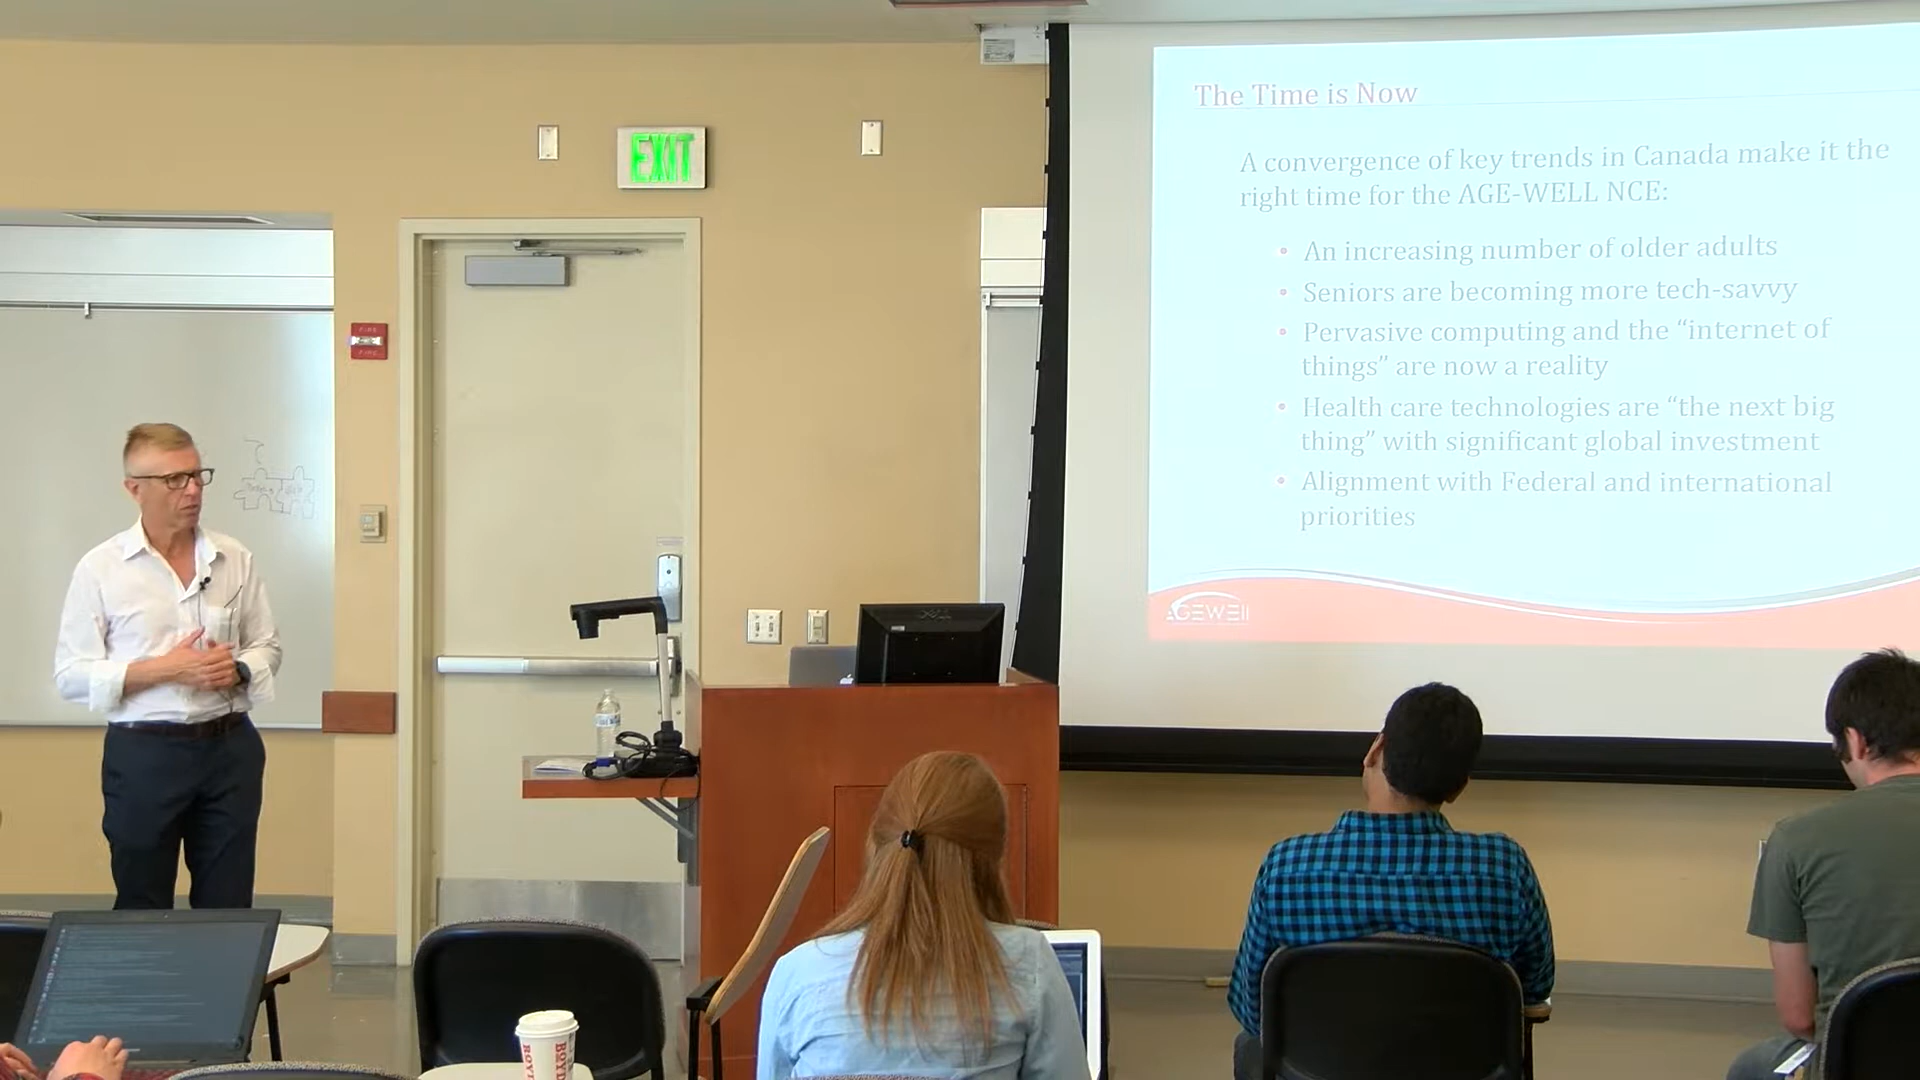 The Time is Now
A convergence of key trends in Canada make it the
right time for the AGE-WELL NCE:
• An increasing number of older adults
• Seniors are becoming more tech-savvy
• Pervasive computing and the “internet of
things” are now a reality
• Health care technologies are “the next big
thing” with significant global investment
• Alignment with Federal and international
priorities
AGEWELL
EXIT
FIRE
DELL